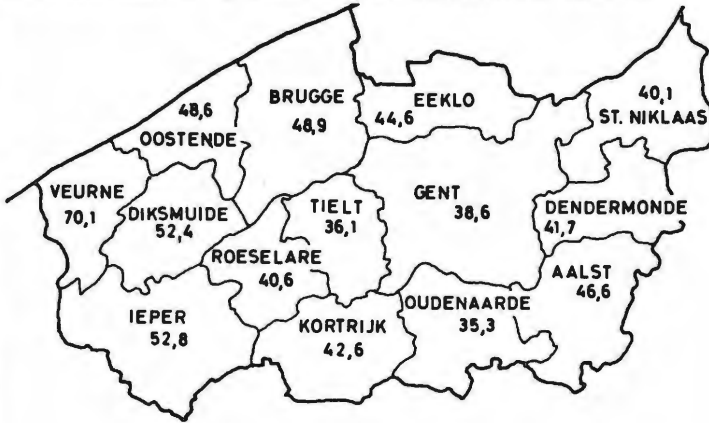 40,1
ST. NIKLAAS
BRUGGE
48,9
EEKLO
44,6
48,6
OOSTENDE
VEURNE
70,1
DIKSMUIDE
52,4
TIELT
36,1
GENT
38,6
DENDERMONDE
41,7
ROESELARE
40,6
AALST
46,6
IEPER
52,8
KORTRIJK
42,6
OUDENAARDE
35,3